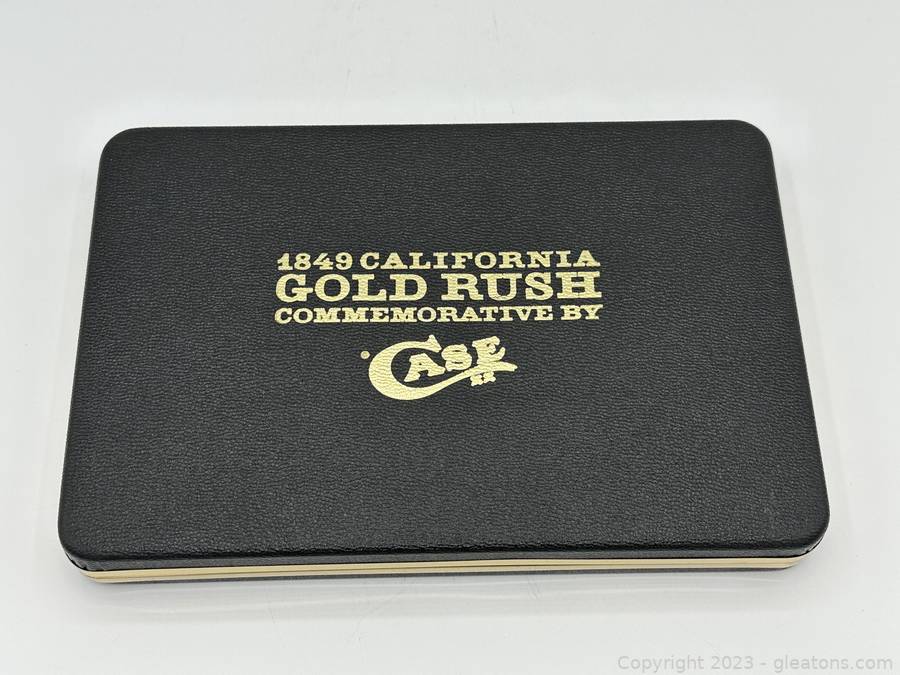 1849 CALIFORNIA
GOLD RUSH
COMMEMORATIVE BY
CASE
XX
Copyright 2023 - gleatons.com